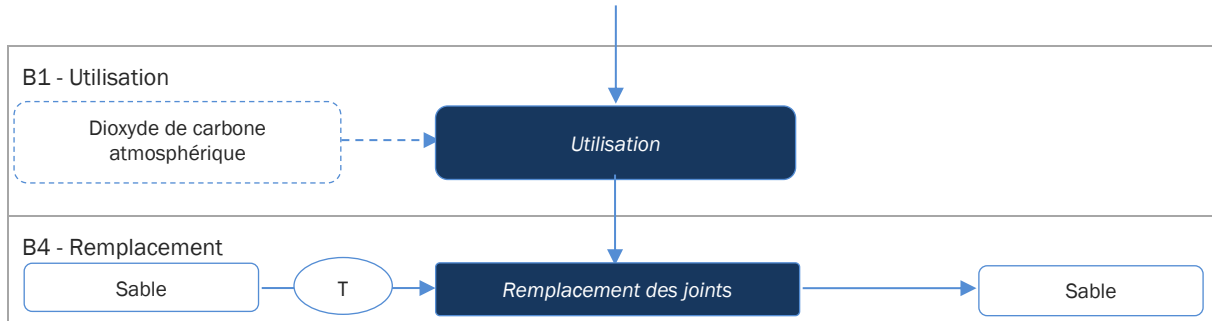 B1 - Utilisation
Dioxyde de carbone
atmosphérique
Utilisation
B4 - Remplacement
Sable
T
Remplacement des joints
Sable